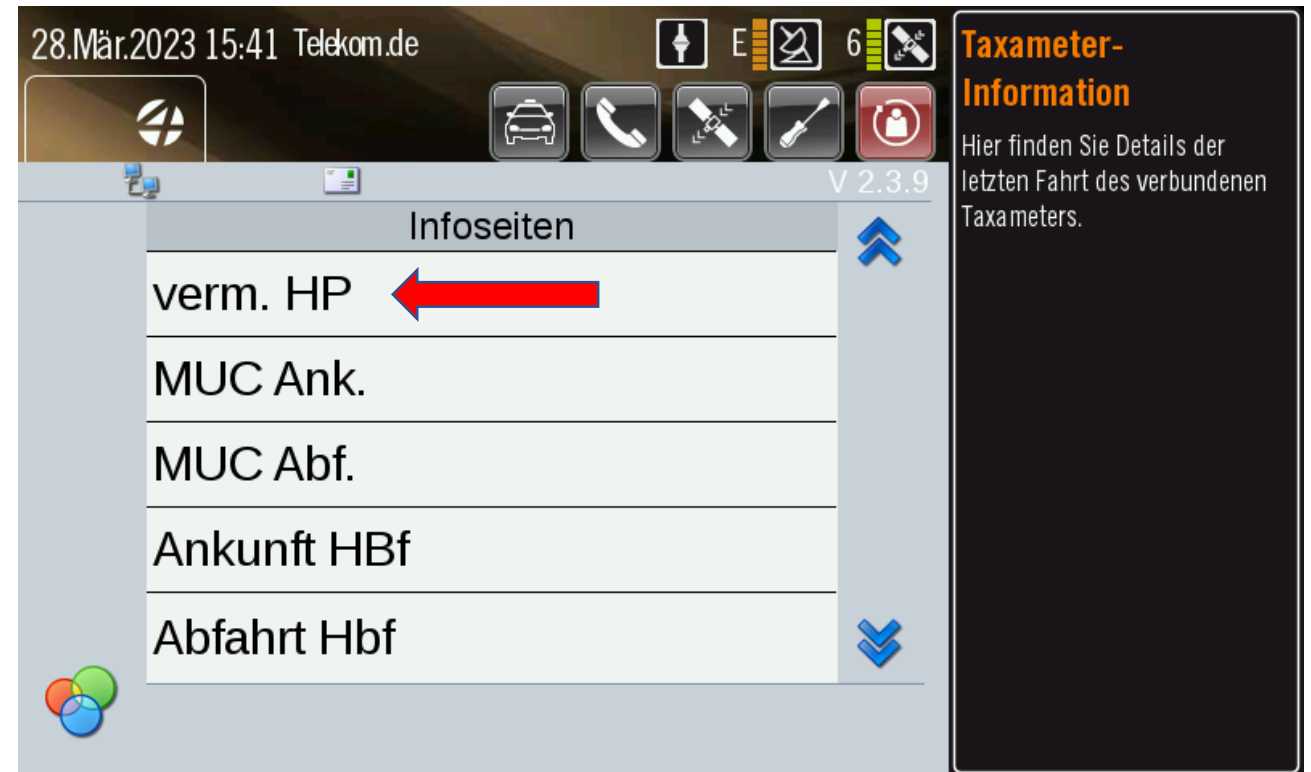 28.Mär.2023 15:41 Telekom.de
E
6
V 2.3.9
Infoseiten
verm. HP
MUC Ank.
MUC Abf.
Ankunft HBf
Abfahrt Hbf
Taxameter-
Information
Hier finden Sie Details der
letzten Fahrt des verbundenen
Taxameters.